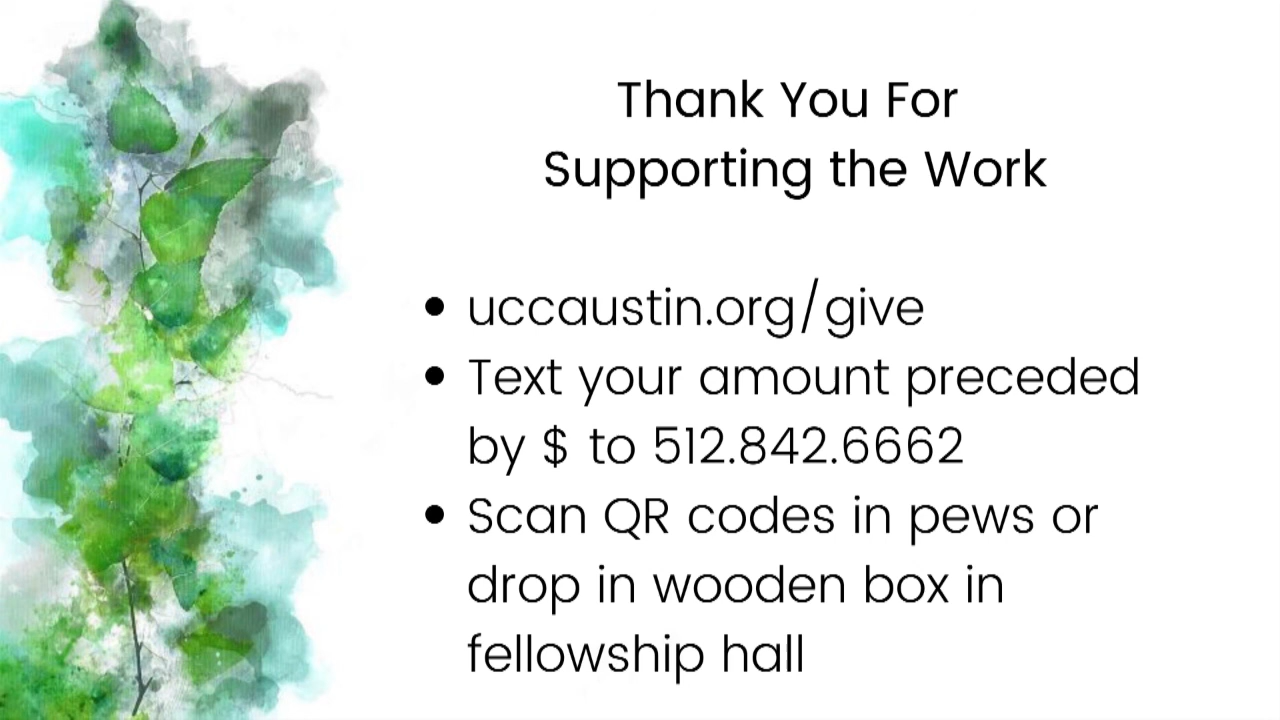 Thank You For
Supporting the Work
• uccaustin.org/give
• Text your amount preceded
by $ to 512.842.6662
• Scan QR codes in pews or
drop in wooden box in
fellowship hall